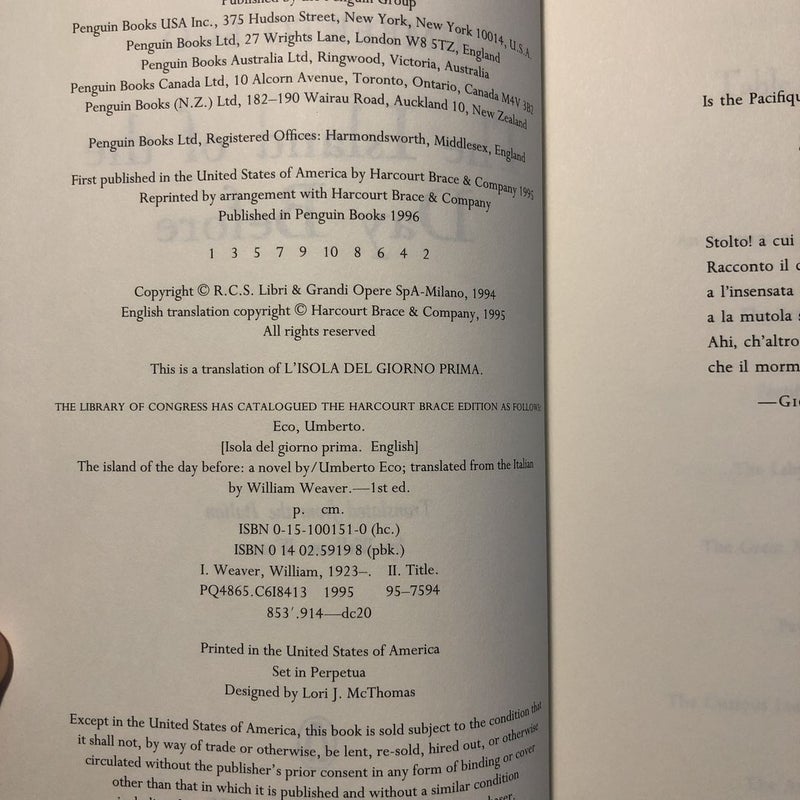 Published by the Penguin Group
Penguin Books USA Inc., 375 Hudson Street, New York, New York 10014, U.S.A.
Penguin Books Ltd, 27 Wrights Lane, London W8 5TZ, England
Penguin Books Australia Ltd, Ringwood, Victoria, Australia
Penguin Books Canada Ltd, 10 Alcorn Avenue, Toronto, Ontario, Canada M4V 3B2
Penguin Books (N.Z.) Ltd, 182–190 Wairau Road, Auckland 10, New Zealand
Penguin Books Ltd, Registered Offices: Harmondsworth, Middlesex, England
First published in the United States of America by Harcourt Brace & Company 1995
Reprinted by arrangement with Harcourt Brace & Company
Published in Penguin Books 1996
1 3 5 7 9 10 8 6 4 2
Copyright © R.C.S. Libri & Grandi Opere SpA-Milano, 1994
English translation copyright © Harcourt Brace & Company, 1995
All rights reserved
This is a translation of L'ISOLA DEL GIORNO PRIMA.
THE LIBRARY OF CONGRESS HAS CATALOGUED THE HARCOURT BRACE EDITION AS FOLLOWS:
Eco, Umberto.
[Isola del giorno prima. English]
The island of the day before: a novel by/Umberto Eco; translated from the Italian
by William Weaver.—1st ed.
p. cm.
ISBN 0-15-100151-0 (hc.)
ISBN 0 14 02.5919 8 (pbk.)
I. Weaver, William, 1923–. II. Title.
PQ4865.C6I8413 1995 95–7594
853'.914—dc20
Printed in the United States of America
Set in Perpetua
Designed by Lori J. McThomas
Except in the United States of America, this book is sold subject to the condition that
it shall not, by way of trade or otherwise, be lent, re-sold, hired out, or otherwise
circulated without the publisher's prior consent in any form of binding or cover
other than that in which it is published and without a similar condition
Is the Pacifiqu
Stolto! a cui
Racconto il
a l'insensata
a la mutola
Ahi, ch'altro
che il morm